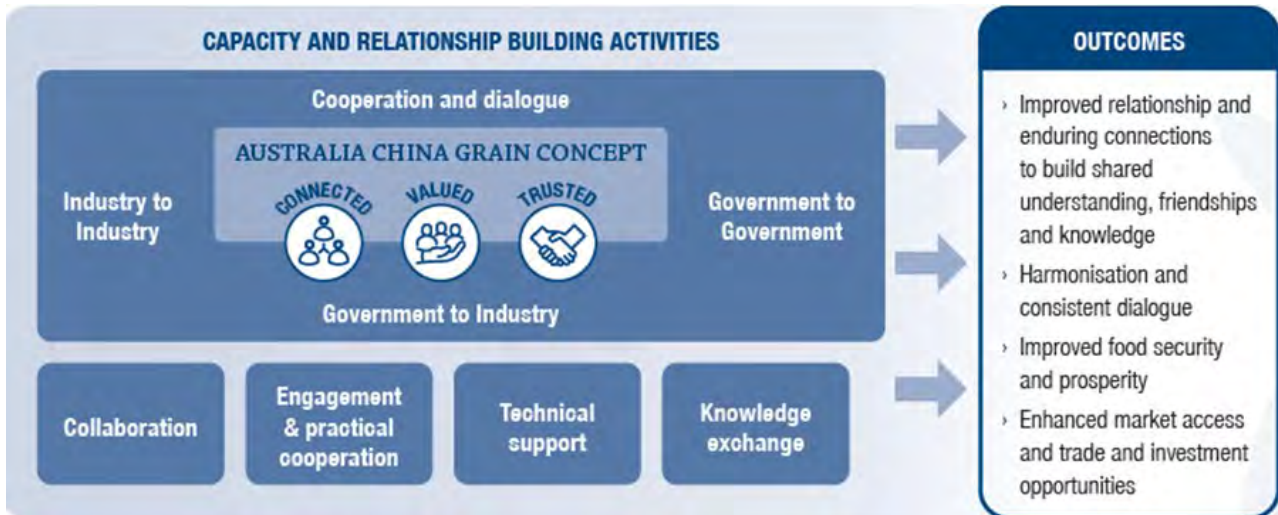 CAPACITY AND RELATIONSHIP BUILDING ACTIVITIES
Cooperation and dialogue
AUSTRALIA CHINA GRAIN CONCEPT
CONNECTED
VALUED
TRUSTED
Industry to
Industry
Government to
Government
Government to Industry
Collaboration
Engagement
& practical
cooperation
Technical
support
Knowledge
exchange
OUTCOMES
› Improved relationship and
enduring connections
to build shared
understanding, friendships
and knowledge
› Harmonisation and
consistent dialogue
› Improved food security
and prosperity
› Enhanced market access
and trade and investment
opportunities